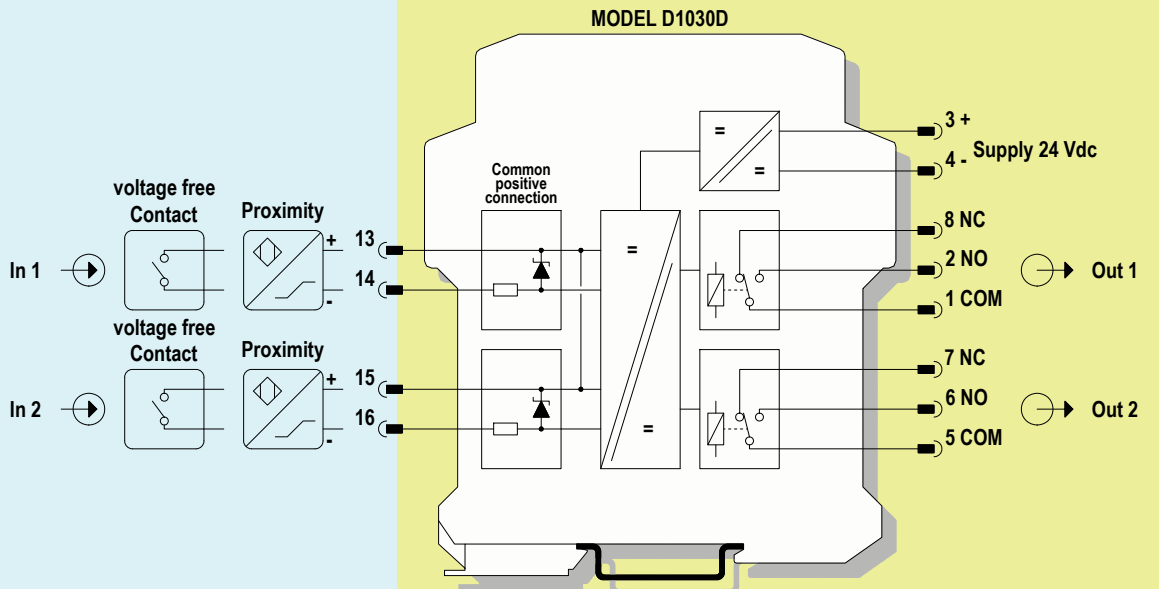 MODEL D1030D
3 +
4 -
Supply 24 Vdc
=
=
Common
positive
connection
voltage free
Contact
Proximity
+
-
13
14
In 1
=
8 NC
2 NO
1 COM
Out 1
voltage free
Contact
Proximity
+
-
15
16
In 2
=
7 NC
6 NO
5 COM
Out 2